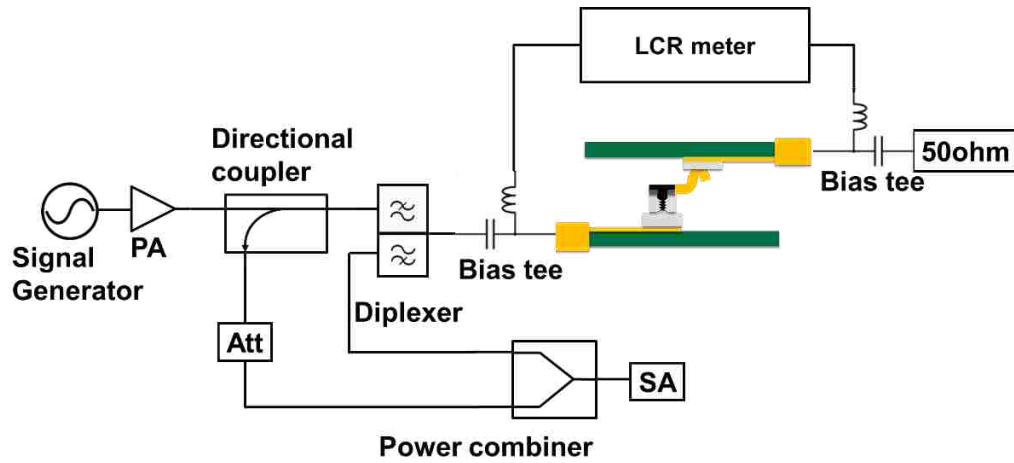 LCR meter
Directional
coupler
50ohm
Bias tee
PA
Signal
Generator
Bias tee
Diplexer
Att
SA
Power combiner